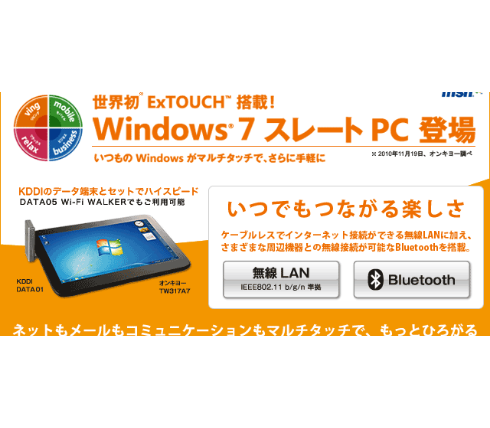 msn
世界初※ ExTOUCH™ 搭載!
Windows® 7 スレート PC 登場
いつもの Windows がマルチタッチで、さらに手軽に
※ 2010年11月19日、オンキヨー調べ
mobile
business
relax
KDDIのデータ端末とセットでハイスピード
DATA05 Wi-Fi WALKERでもご利用可能
KDDI
DATA01
オンキヨー
TW317A7
いつでもつながる楽しさ
ケーブルレスでインターネット接続ができる無線LANに加え、
さまざまな周辺機器との無線接続が可能なBluetoothを搭載。
無線 LAN
IEEE802.11 b/g/n 準拠
Bluetooth
ネットもメールもコミュニケーションもマルチタッチで、もっとひろがる